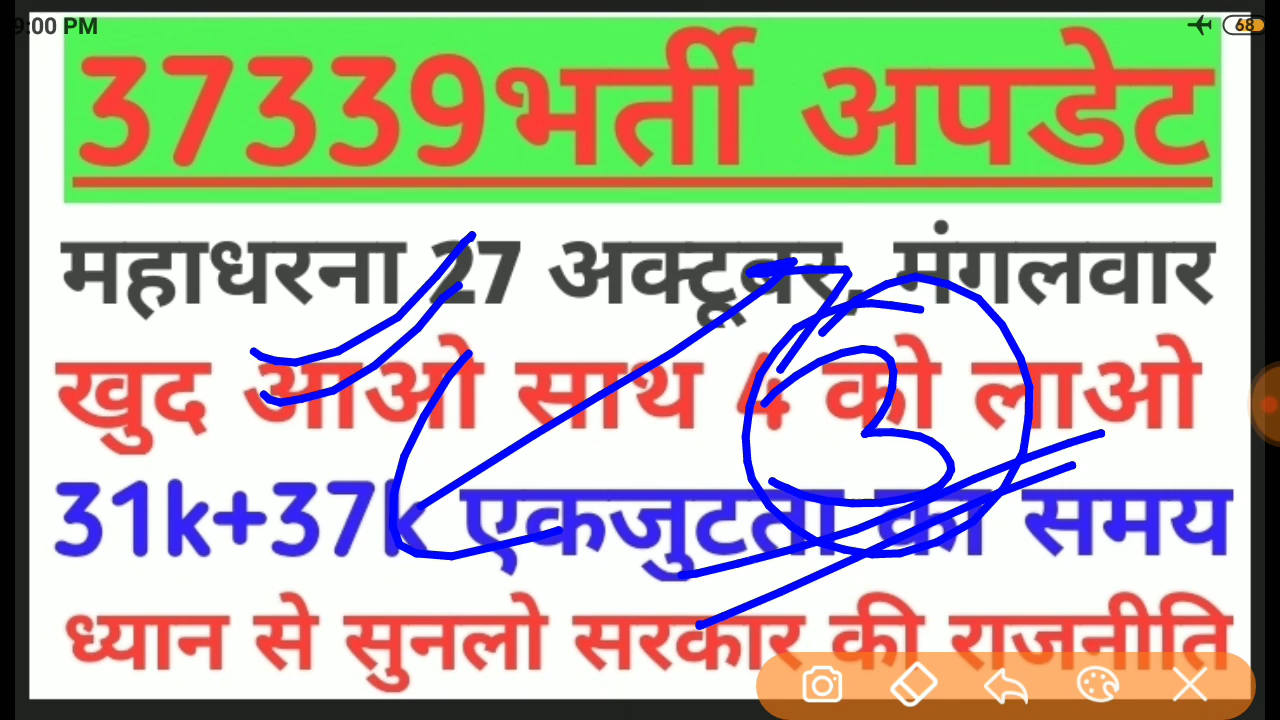 9:00 PM
68
37339भर्ती अपडेट
महाधरना 27 अक्टूबर, मंगलवार
खुद आओ साथ 4 को लाओ
31k+37k एकजुटता का समय
ध्यान से सुनलो सरकार की राजनीति